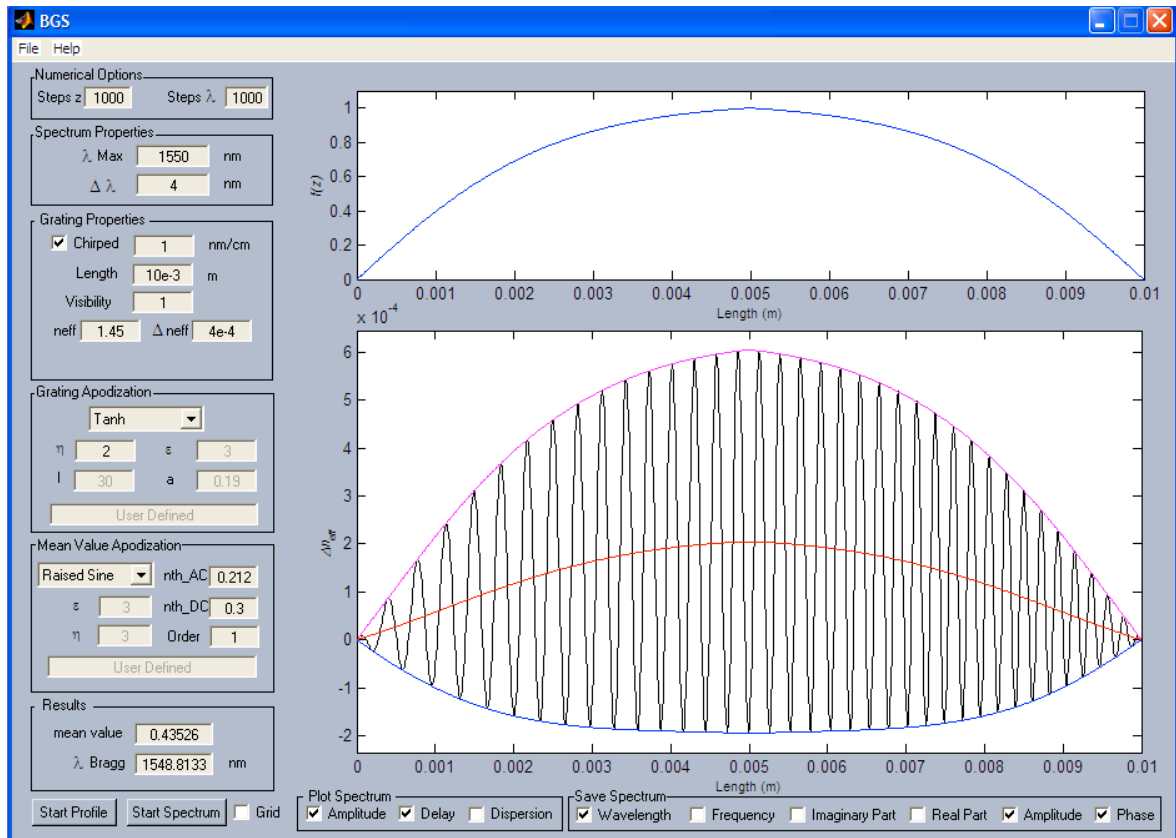 BGS
File Help
Numerical Options
Steps z 1000 Steps λ 1000
Spectrum Properties
λ Max 1550 nm
Δ λ 4 nm
Grating Properties
Chirped 1 nm/cm
Length 10e-3 m
Visibility 1
neff 1.45 Δ neff 4e-4
Grating Apodization
Tanh
η 2 ε 3
l 30 a 0.19
User Defined
Mean Value Apodization
Raised Sine nth_AC 0.212
ε 3 nth_DC 0.3
η 3 Order 1
User Defined
Results
mean value 0.43526
λ Bragg 1548.8133 nm
Start Profile Start Spectrum Grid
f(z)
1
0.8
0.6
0.4
0.2
0
0 0.001 0.002 0.003 0.004 0.005 0.006 0.007 0.008 0.009 0.01
Length (m)
x 10⁻⁴
Δn_eff
6
5
4
3
2
1
0
-1
-2
0 0.001 0.002 0.003 0.004 0.005 0.006 0.007 0.008 0.009 0.01
Length (m)
Plot Spectrum
Amplitude Delay Dispersion
Save Spectrum
Wavelength Frequency Imaginary Part Real Part Amplitude Phase